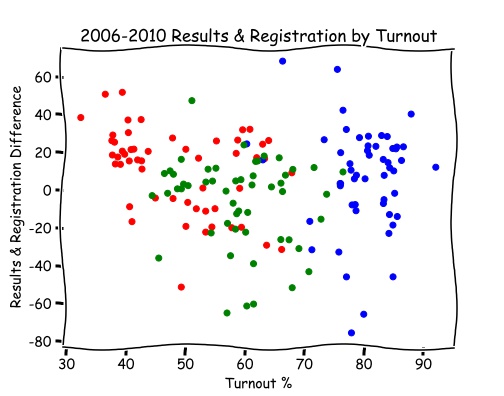 2006-2010 Results & Registration by Turnout
Results & Registration Difference
60
40
20
0
-20
-40
-60
-80
30 40 50 60 70 80 90
Turnout %